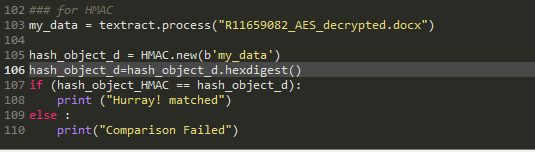 102 ### for HMAC
103 my_data = textract.process("R11659082_AES_decrypted.docx")
104
105 hash_object_d = HMAC.new(b'my_data')
106 hash_object_d=hash_object_d.hexdigest()
107 if (hash_object_HMAC == hash_object_d):
108     print ("Hurray! matched")
109 else :
110     print("Comparison Failed")